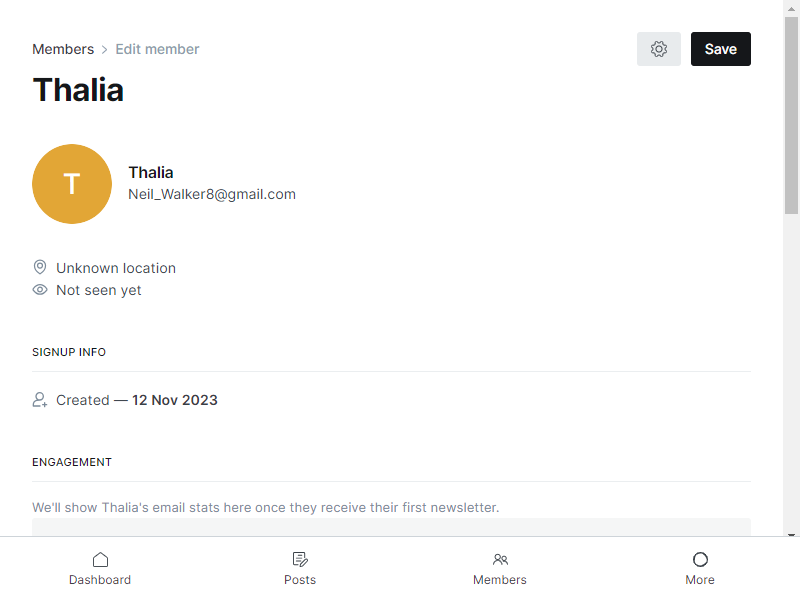 Members > Edit member
Save
Thalia
T
Thalia
Neil_Walker8@gmail.com
Unknown location
Not seen yet
SIGNUP INFO
Created — 12 Nov 2023
ENGAGEMENT
We'll show Thalia's email stats here once they receive their first newsletter.
Dashboard
Posts
Members
More